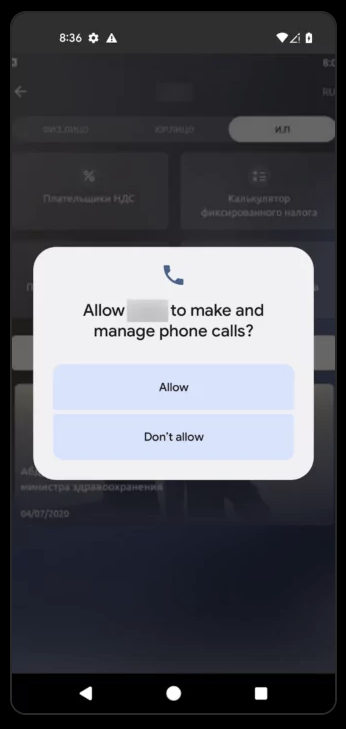 8:36
RU
ФИЗ.ЛИЦО ЮР.ЛИЦО И.П
Плательщики НДС
Калькулятор
фиксированного налога
Allow to make and
manage phone calls?
Allow
Don't allow
министра здравоохранения
04/07/2020